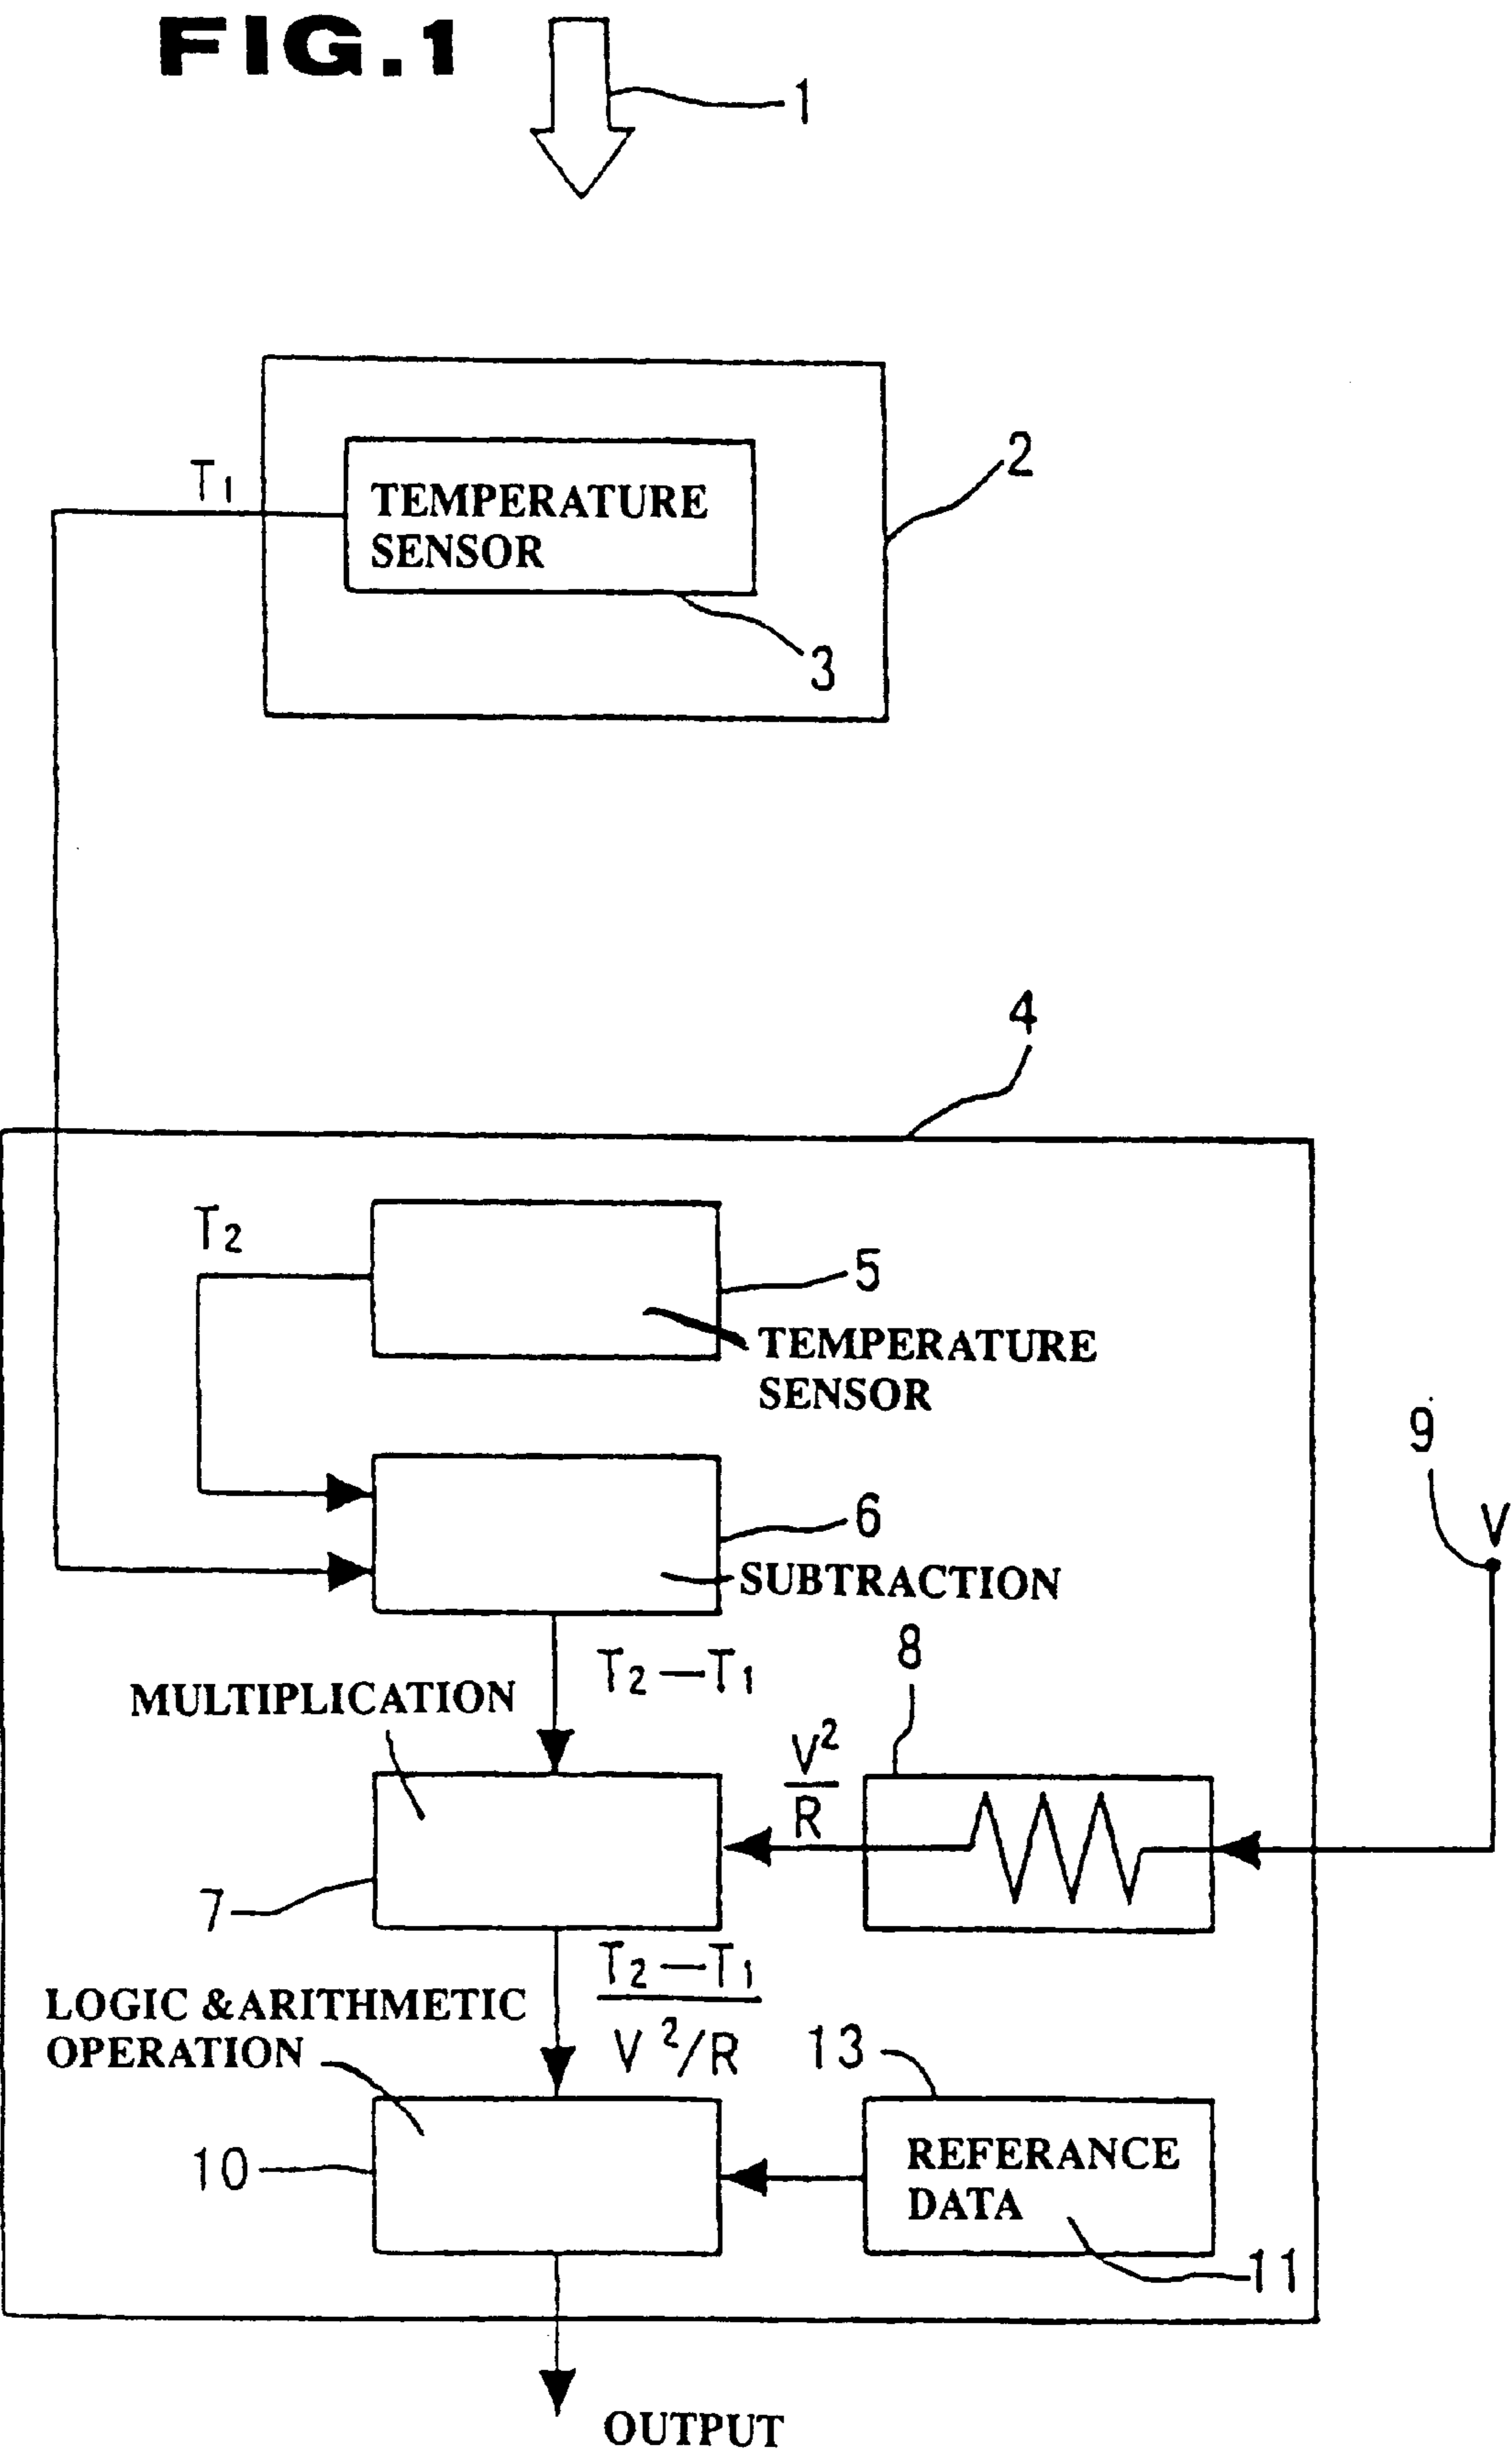 FIG.1
1
2
T1
TEMPERATURE
SENSOR
3
4
T2
5
TEMPERATURE
SENSOR
9
V
6
SUBTRACTION
8
T2—T1
MULTIPLICATION
V²
R
7
T2—T1
LOGIC &ARITHMETIC
OPERATION
V²/R
13
10
REFERANCE
DATA
11
OUTPUT